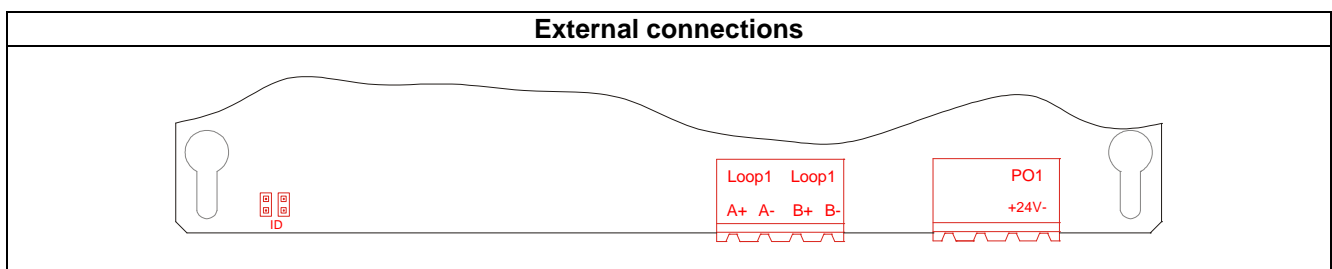 External connections
Loop1 Loop1
A+ A- B+ B-
PO1
+24V-
ID